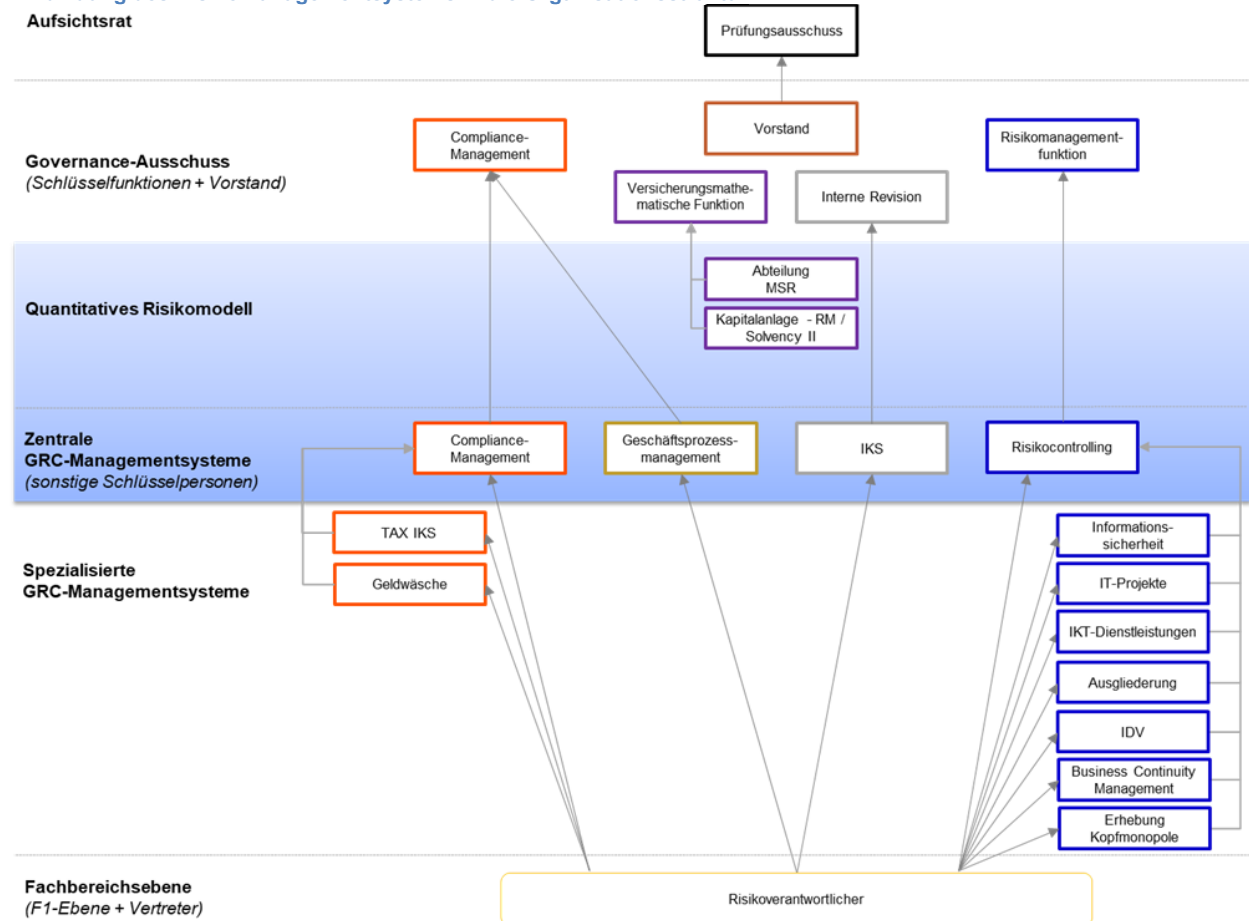 Aufsichtsrat
Prüfungsausschuss
Vorstand
Compliance-
Management
Risikomanagement-
funktion
Governance-Ausschuss
(Schlüsselfunktionen + Vorstand)
Versicherungsmathe-
matische Funktion
Interne Revision
Abteilung
MSR
Quantitatives Risikomodell
Kapitalanlage - RM /
Solvency II
Zentrale
GRC-Managementsysteme
(sonstige Schlüsselpersonen)
Compliance-
Management
Geschäftsprozess-
management
IKS
Risikocontrolling
TAX IKS
Geldwäsche
Spezialisierte
GRC-Managementsysteme
Informations-
sicherheit
IT-Projekte
IKT-Dienstleistungen
Ausgliederung
IDV
Business Continuity
Management
Erhebung
Kopfmonopole
Fachbereichsebene
(F1-Ebene + Vertreter)
Risikoverantwortlicher